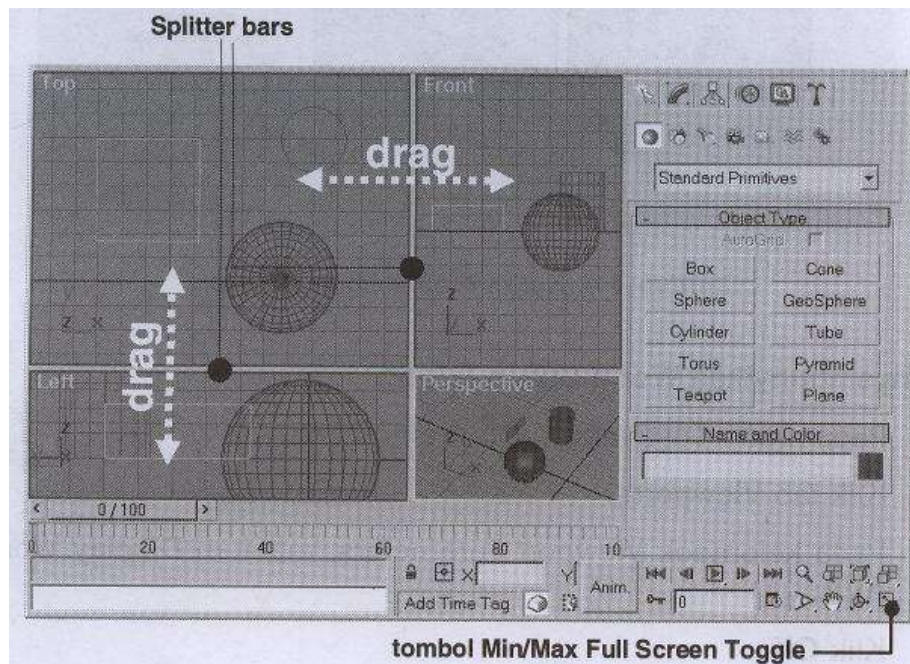 Splitter bars
Top
Front
drag
drag
Left
Perspective
Z X
Z
X
Z
Standard Primitives
- Object Type
AutoGrid
Box Cone
Sphere GeoSphere
Cylinder Tube
Torus Pyramid
Teapot Plane
- Name and Color
< 0 / 100 >
0 20 40 60 80 10
X Y
Add Time Tag
Anim.
0
tombol Min/Max Full Screen Toggle